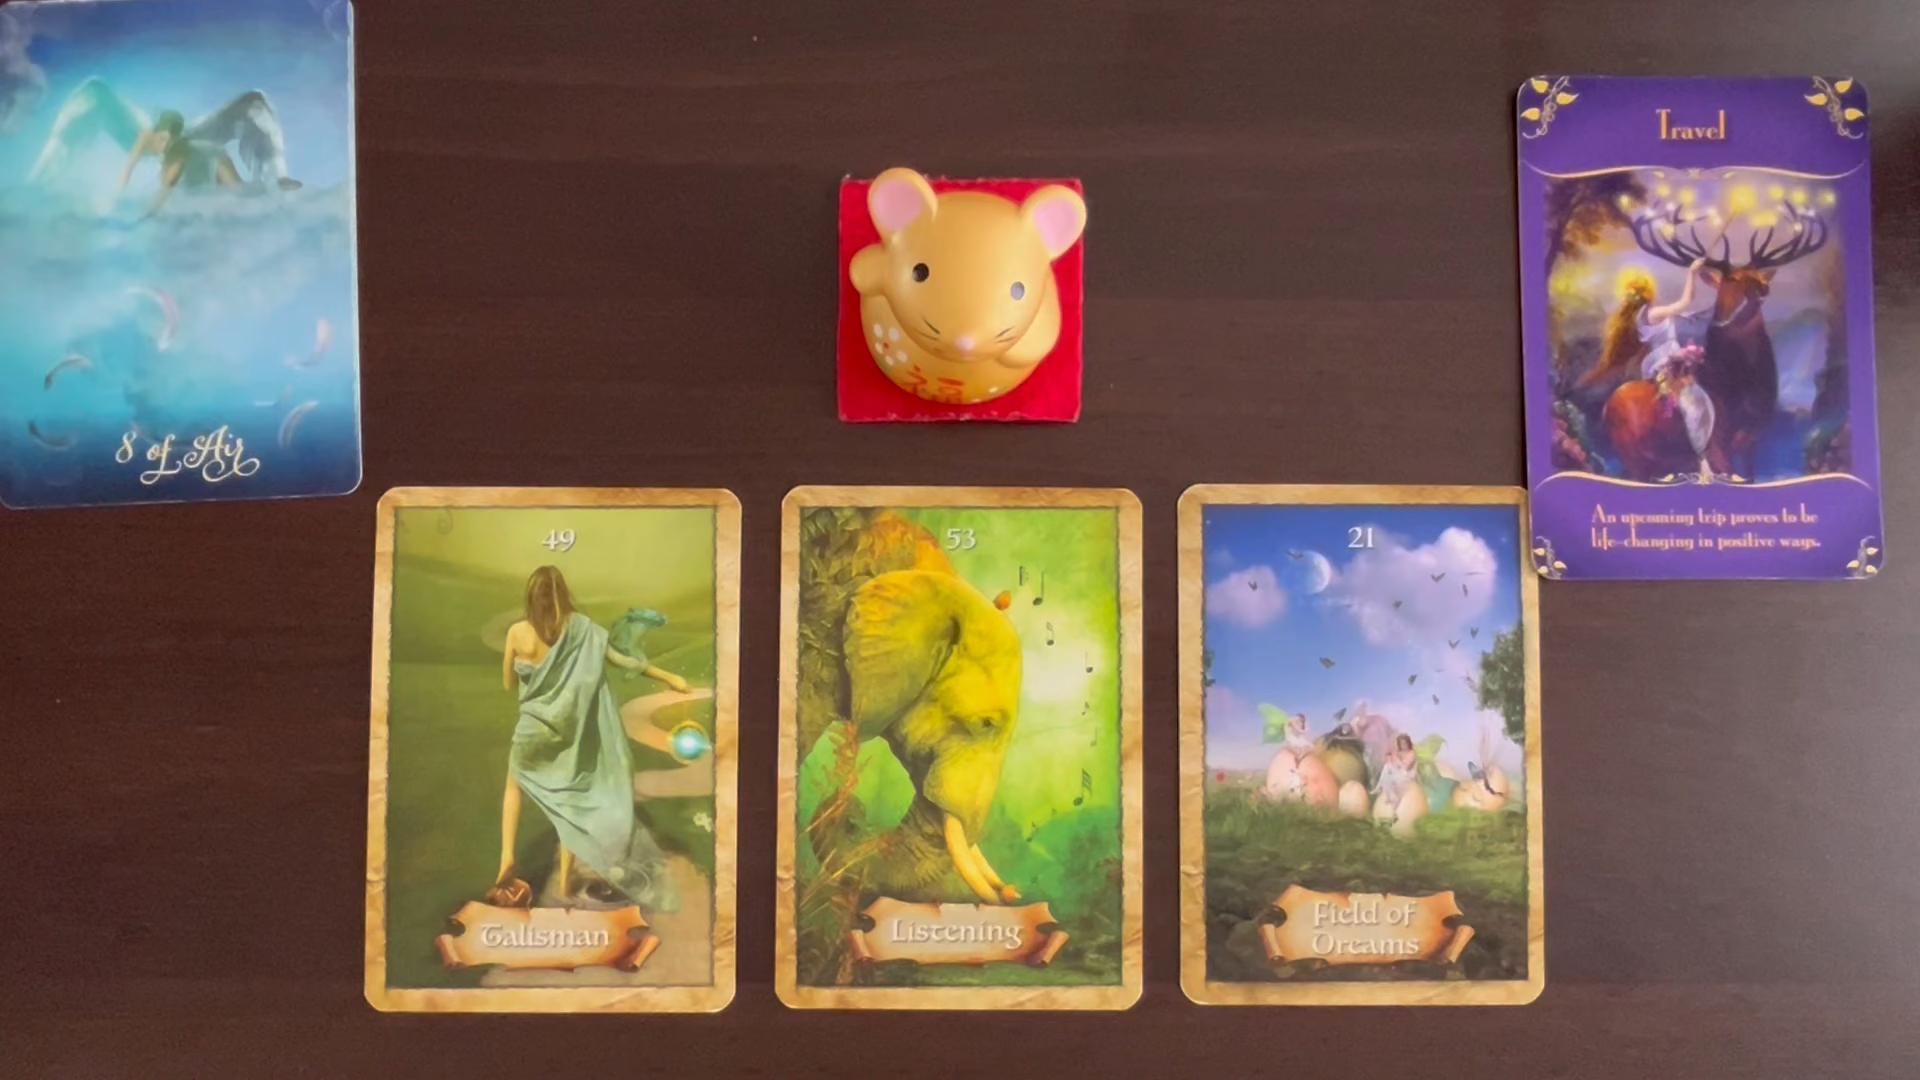 8 of Air
Travel
An upcoming trip proves to be
life-changing in positive ways.
49
Talisman
53
Listening
21
Field of
Dreams